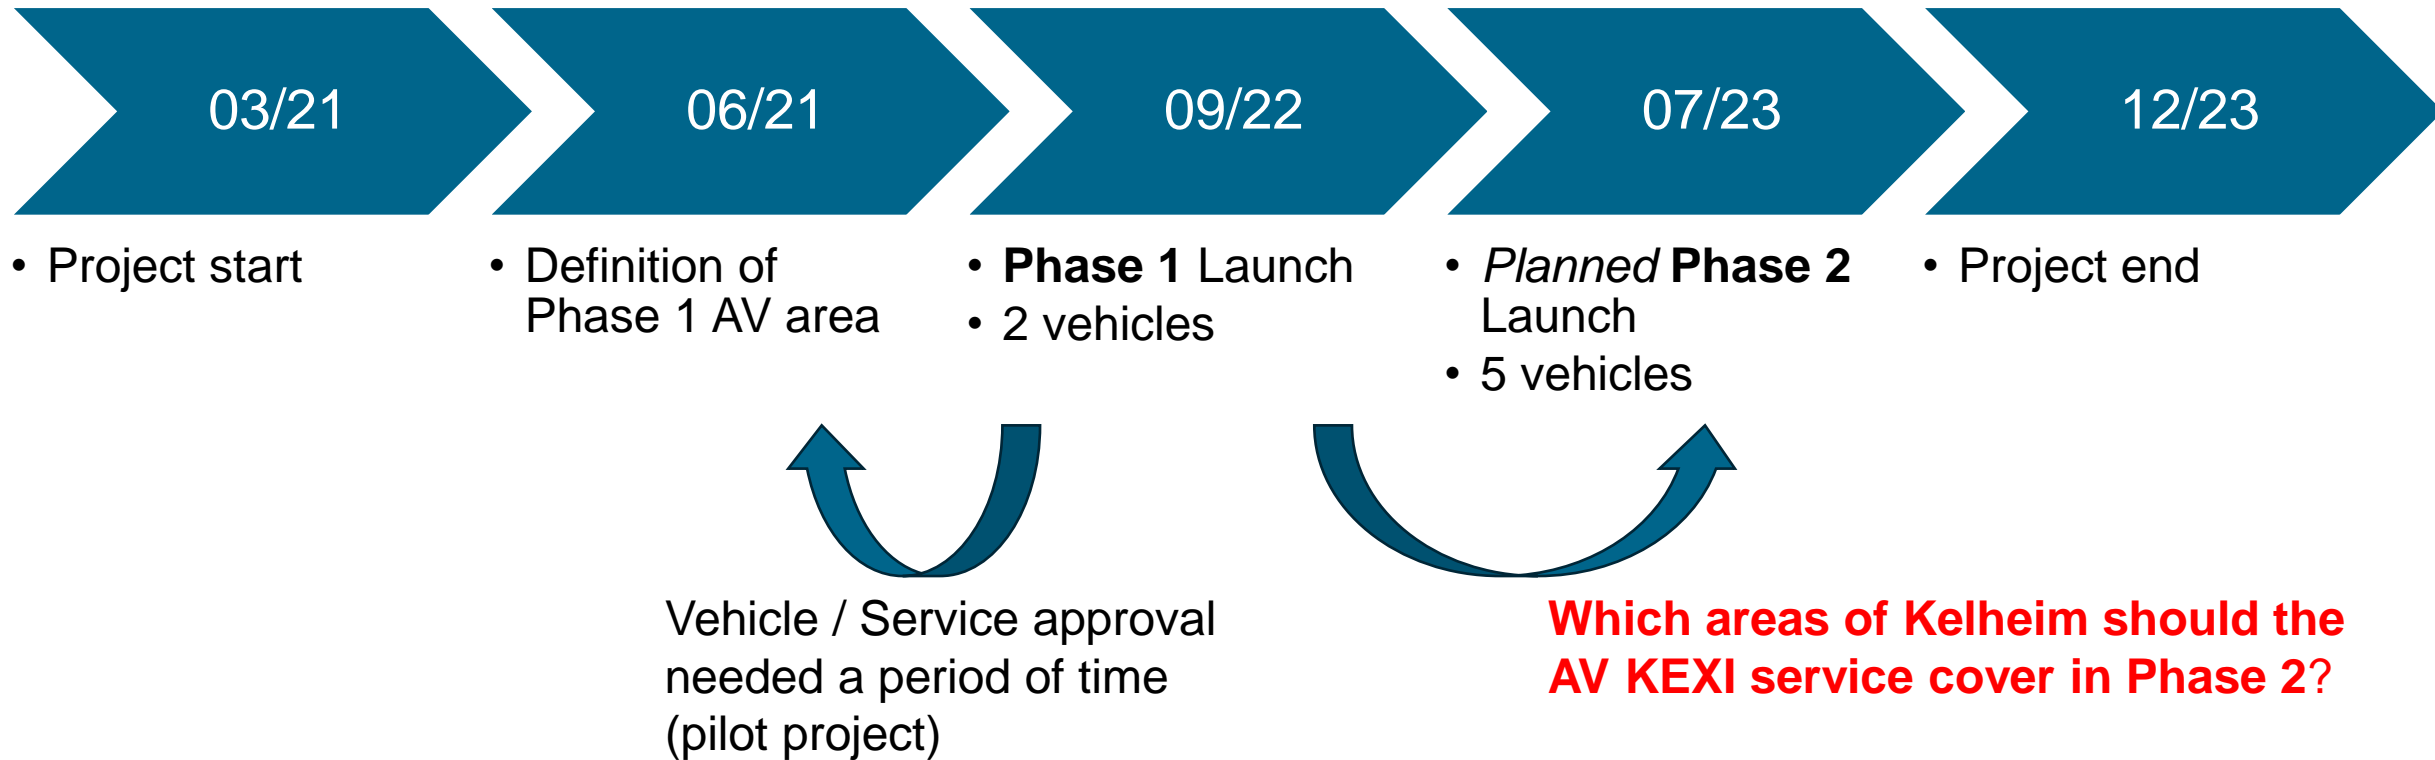 03/21
06/21
09/22
07/23
12/23
• Project start
• Definition of
Phase 1 AV area
• Phase 1 Launch
• 2 vehicles
• Planned Phase 2
Launch
• 5 vehicles
• Project end
Vehicle / Service approval
needed a period of time
(pilot project)
Which areas of Kelheim should the
AV KEXI service cover in Phase 2?